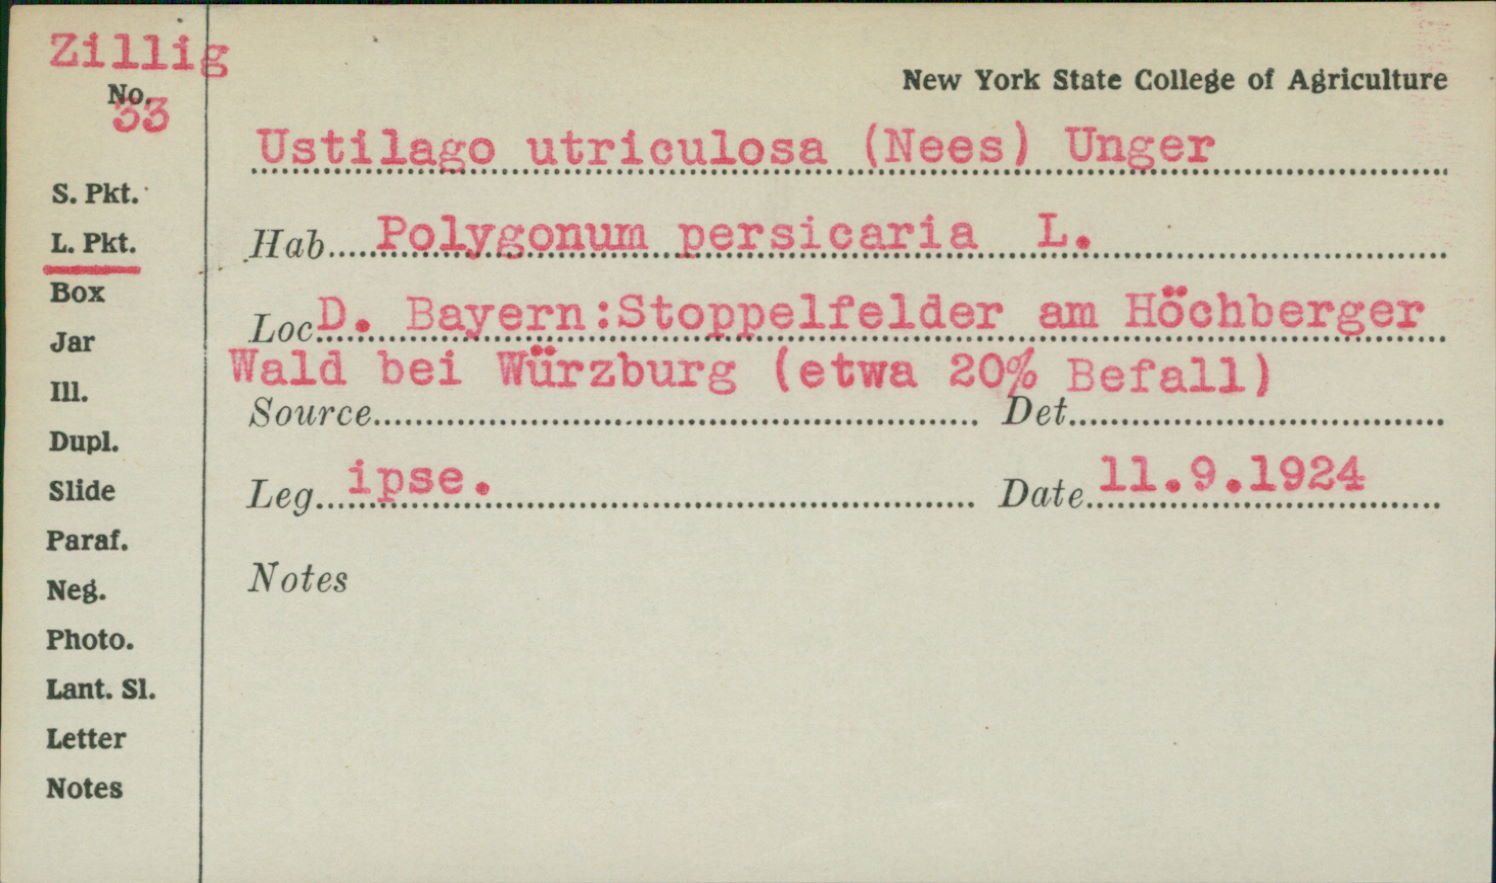 Zillig
No.
33
New York State College of Agriculture
Ustilago utriculosa (Nees) Unger
S. Pkt.
L. Pkt.
Box
Jar
Ill.
Dupl.
Slide
Paraf.
Neg.
Photo.
Lant. Sl.
Letter
Notes
Hab. Polygonum persicaria L.
Loc. D. Bayern:Stoppelfelder am Höchberger
Wald bei Würzburg (etwa 20% Befall)
Source Det.
Leg. ipse. Date 11.9.1924
Notes